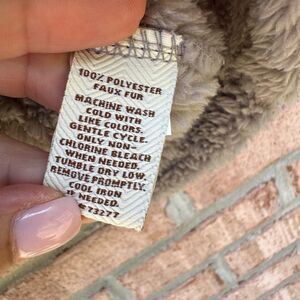 100% POLYESTER
FAUX FUR
MACHINE WASH
COLD WITH
LIKE COLORS.
GENTLE CYCLE.
ONLY NON-
CHLORINE BLEACH
WHEN NEEDED.
TUMBLE DRY LOW.
REMOVE PROMPTLY.
COOL IRON
IF NEEDED.
73277